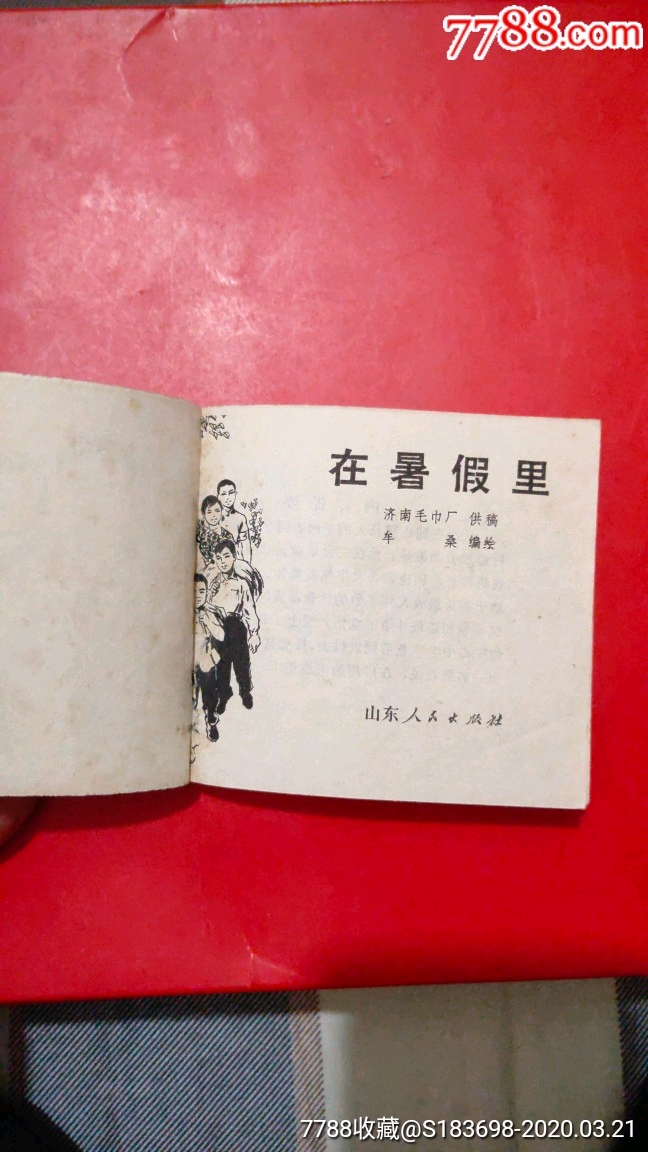 7788.com
在暑假里
济南毛巾厂 供稿
牟 桑 编绘
山东人民出版社
7788收藏@S183698-2020.03.21